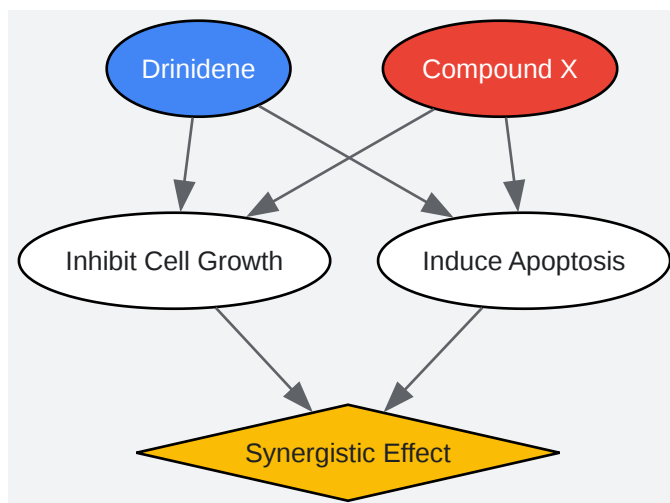 Drinidene
Compound X
Inhibit Cell Growth
Induce Apoptosis
Synergistic Effect